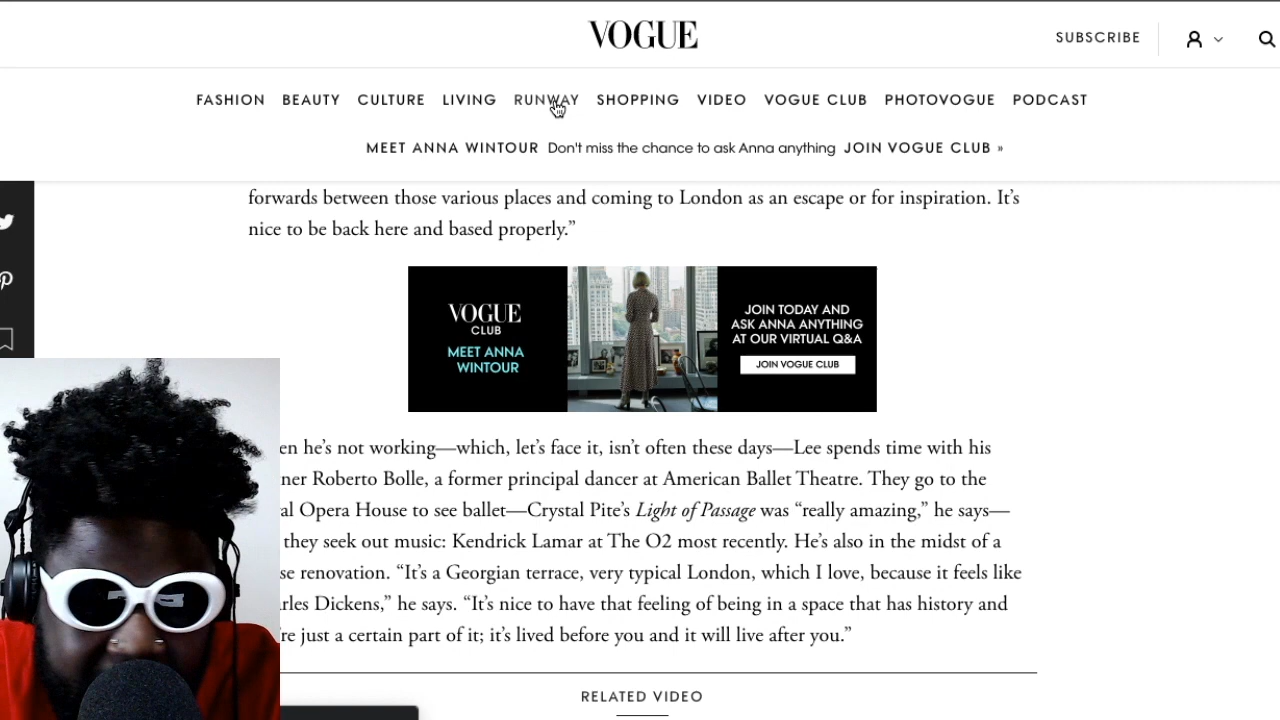 VOGUE
SUBSCRIBE
FASHION BEAUTY CULTURE LIVING RUNWAY SHOPPING VIDEO VOGUE CLUB PHOTOVOGUE PODCAST
MEET ANNA WINTOUR Don't miss the chance to ask Anna anything JOIN VOGUE CLUB »
forwards between those various places and coming to London as an escape or for inspiration. It’s
nice to be back here and based properly.”
VOGUE
CLUB
MEET ANNA
WINTOUR
JOIN TODAY AND
ASK ANNA ANYTHING
AT OUR VIRTUAL Q&A
JOIN VOGUE CLUB
he’s not working—which, let’s face it, isn’t often these days—Lee spends time with his
Roberto Bolle, a former principal dancer at American Ballet Theatre. They go to the
Opera House to see ballet—Crystal Pite’s Light of Passage was “really amazing,” he says—
they seek out music: Kendrick Lamar at The O2 most recently. He’s also in the midst of a
renovation. “It’s a Georgian terrace, very typical London, which I love, because it feels like
Dickens,” he says. “It’s nice to have that feeling of being in a space that has history and
just a certain part of it; it’s lived before you and it will live after you.”
RELATED VIDEO